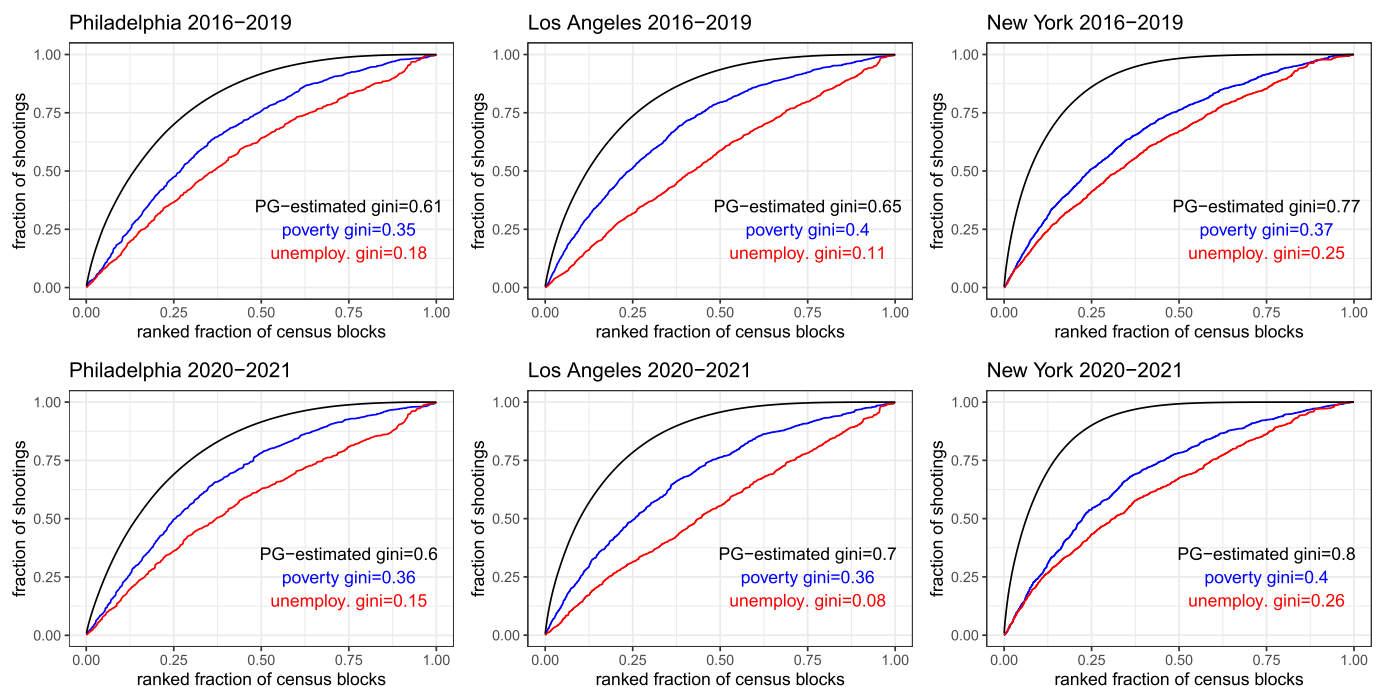 Philadelphia 2016−2019
fraction of shootings
1.00
0.75
0.50
0.25
0.00
PG−estimated gini=0.61
poverty gini=0.35
unemploy. gini=0.18
0.00 0.25 0.50 0.75 1.00
ranked fraction of census blocks
Los Angeles 2016−2019
fraction of shootings
1.00
0.75
0.50
0.25
0.00
PG−estimated gini=0.65
poverty gini=0.4
unemploy. gini=0.11
0.00 0.25 0.50 0.75 1.00
ranked fraction of census blocks
New York 2016−2019
fraction of shootings
1.00
0.75
0.50
0.25
0.00
PG−estimated gini=0.77
poverty gini=0.37
unemploy. gini=0.25
0.00 0.25 0.50 0.75 1.00
ranked fraction of census blocks
Philadelphia 2020−2021
fraction of shootings
1.00
0.75
0.50
0.25
0.00
PG−estimated gini=0.6
poverty gini=0.36
unemploy. gini=0.15
0.00 0.25 0.50 0.75 1.00
ranked fraction of census blocks
Los Angeles 2020−2021
fraction of shootings
1.00
0.75
0.50
0.25
0.00
PG−estimated gini=0.7
poverty gini=0.36
unemploy. gini=0.08
0.00 0.25 0.50 0.75 1.00
ranked fraction of census blocks
New York 2020−2021
fraction of shootings
1.00
0.75
0.50
0.25
0.00
PG−estimated gini=0.8
poverty gini=0.4
unemploy. gini=0.26
0.00 0.25 0.50 0.75 1.00
ranked fraction of census blocks